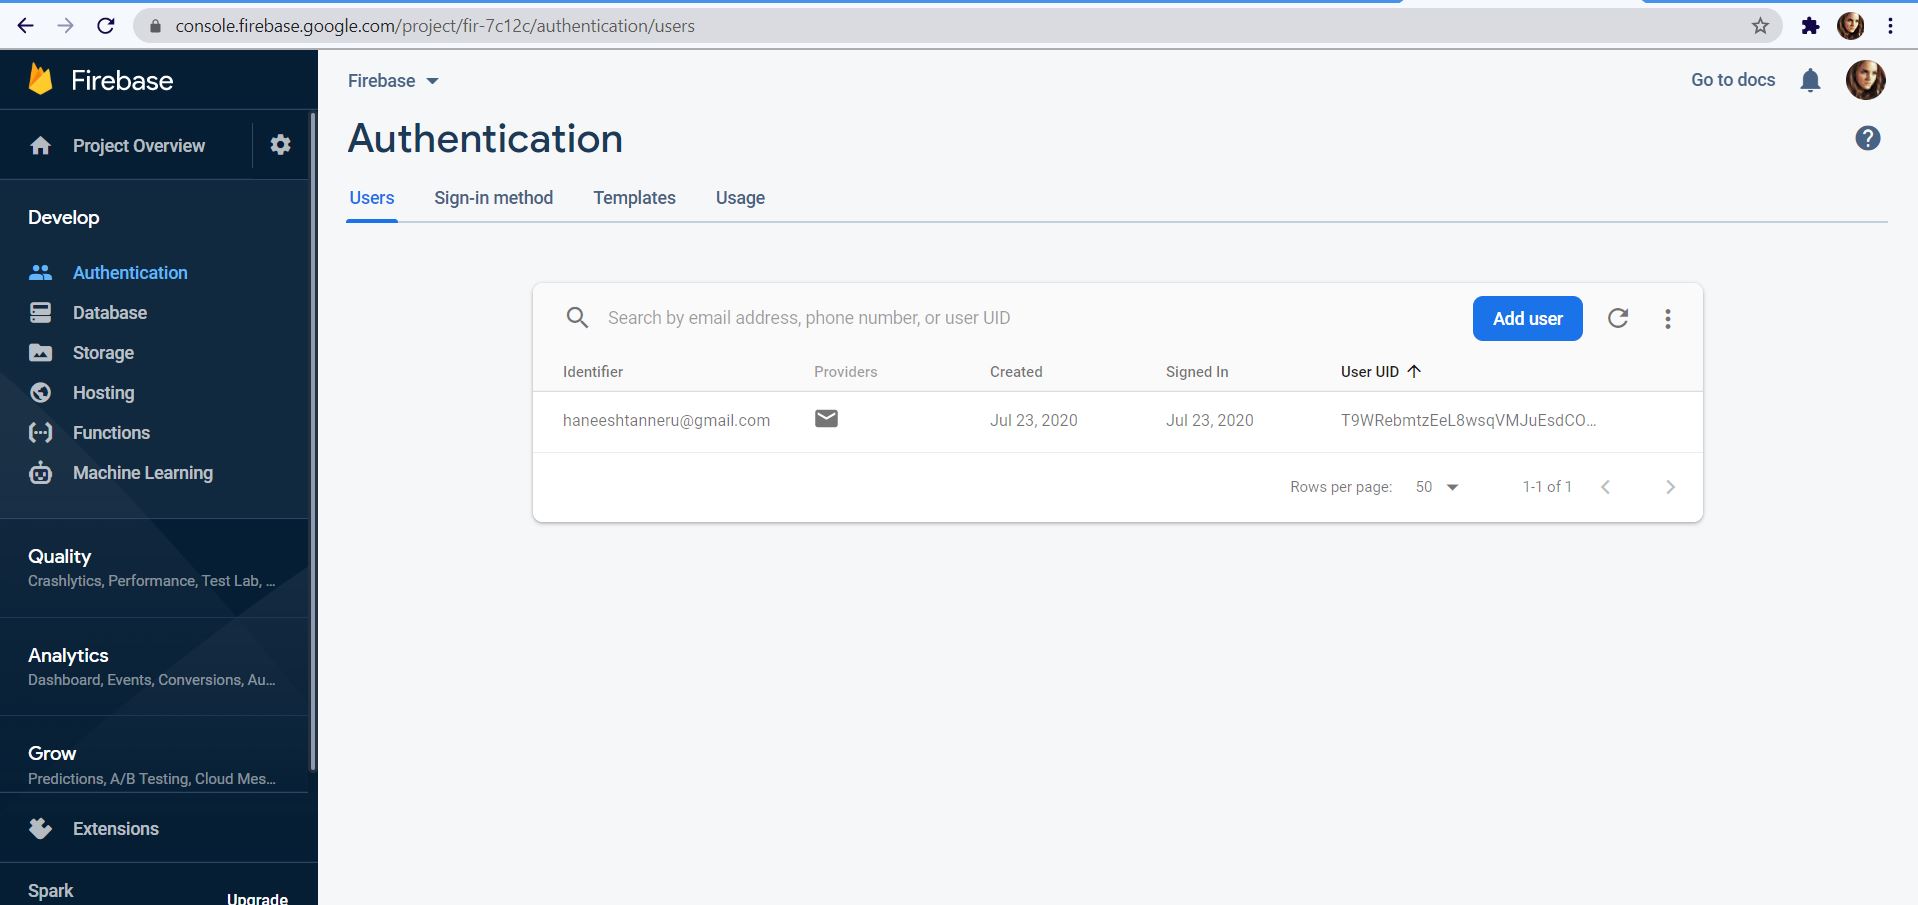 console.firebase.google.com/project/fir-7c12c/authentication/users
Firebase
Project Overview
Develop
Authentication
Database
Storage
Hosting
Functions
Machine Learning
Quality
Crashlytics, Performance, Test Lab, ...
Analytics
Dashboard, Events, Conversions, Au...
Grow
Predictions, A/B Testing, Cloud Mes...
Extensions
Spark
Upgrade
Firebase
Go to docs
Authentication
Users Sign-in method Templates Usage
Search by email address, phone number, or user UID
Add user
Identifier Providers Created Signed In User UID
haneeshtanneru@gmail.com Jul 23, 2020 Jul 23, 2020 T9WRebmtzEeL8wsqVMJuEsdCO...
Rows per page: 50 1-1 of 1